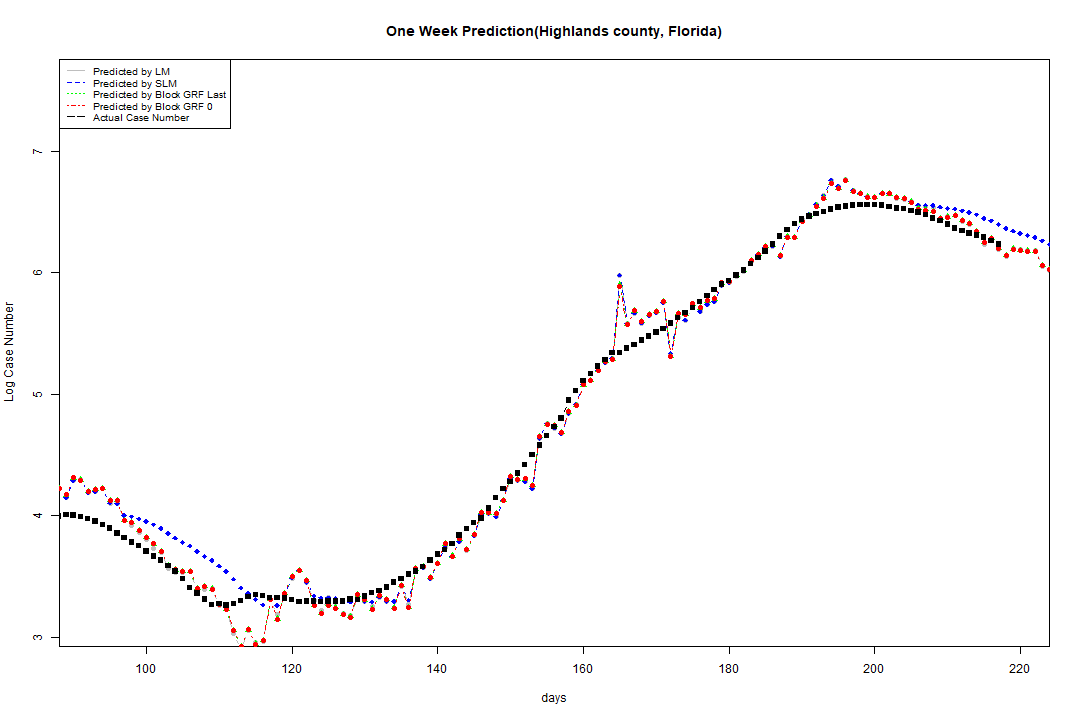 One Week Prediction(Highlands county, Florida)
Predicted by LM
Predicted by SLM
Predicted by Block GRF Last
Predicted by Block GRF 0
Actual Case Number
7
6
5
4
3
Log Case Number
100 120 140 160 180 200 220
days